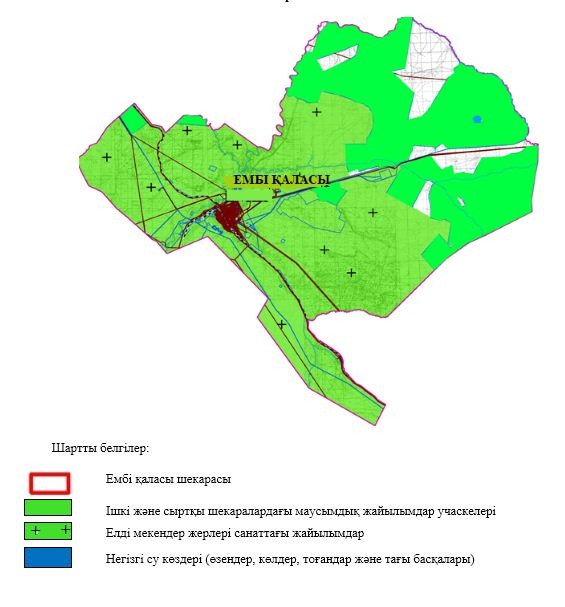 ЕМБІ ҚАЛАСЫ
Шартты белгілер:
Ембі қаласы шекарасы
Ішкі және сыртқы шекаралардағы маусымдық жайылымдар учаскелері
Елді мекендер жерлері санаттағы жайылымдар
Негізгі су көздері (өзендер, көлдер, тоғандар және тағы басқалары)